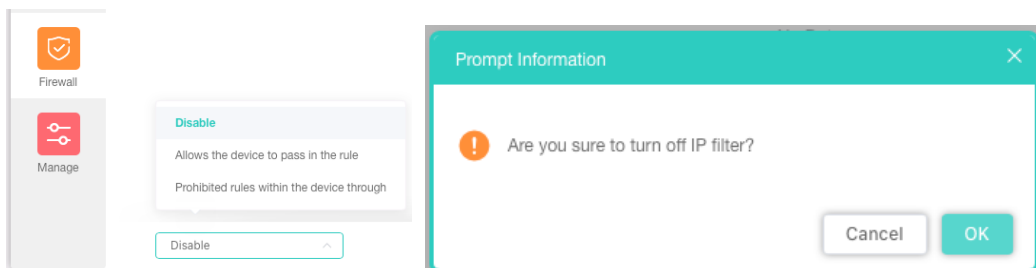 Firewall
Manage
Disable
Allows the device to pass in the rule
Prohibited rules within the device through
Disable
Prompt Information
Are you sure to turn off IP filter?
Cancel
OK